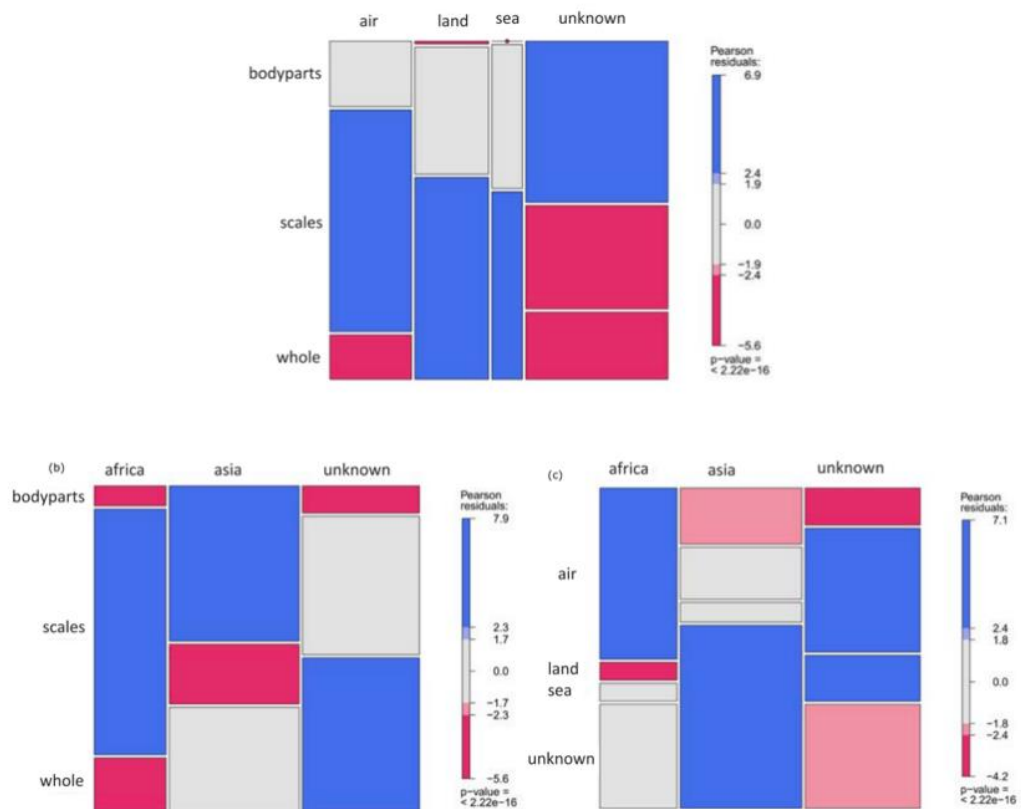 air land sea unknown
bodyparts
scales
whole
Pearson
residuals:
6.9
2.4
1.9
0.0
−1.9
−2.4
−5.6
p−value =
< 2.22e−16
(b) africa asia unknown
bodyparts
scales
whole
Pearson
residuals:
7.9
2.3
1.7
0.0
−1.7
−2.3
−5.6
p−value =
< 2.22e−16
(c) africa asia unknown
air
land
sea
unknown
Pearson
residuals:
7.1
2.4
1.8
0.0
−1.8
−2.4
−4.2
p−value =
< 2.22e−16